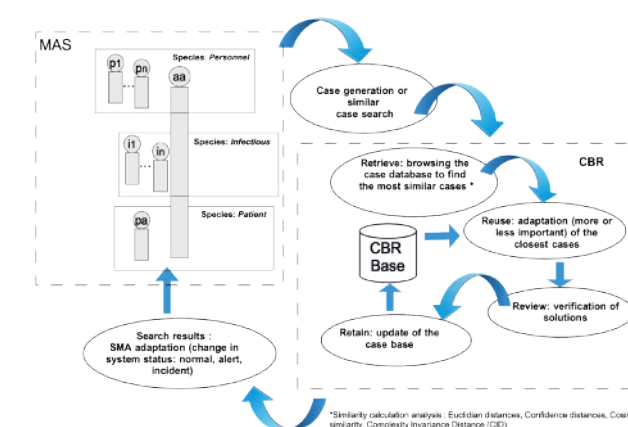 MAS
Species: Personnel
p1
pn
aa
Species: Infectious
i1
in
Species: Patient
pa
Case generation or
similar
case search
CBR
Retrieve: browsing the
case database to find
the most similar cases *
Reuse: adaptation (more or
less important) of the
closest cases
CBR
Base
Review: verification of
solutions
Retain: update of the
case base
Search results :
SMA adaptation (change in
system status: normal, alert,
incident)
*Similarity calculation analysis : Euclidian distances, Confidence distances, Cosi
similarity, Complexity Invariance Distance (CID)